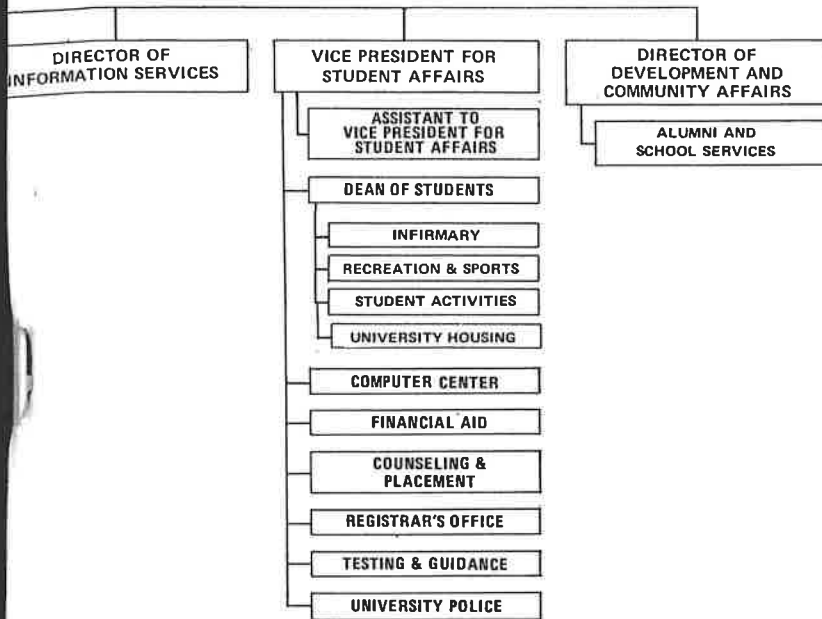 DIRECTOR OF
INFORMATION SERVICES
VICE PRESIDENT FOR
STUDENT AFFAIRS
ASSISTANT TO
VICE PRESIDENT FOR
STUDENT AFFAIRS
DEAN OF STUDENTS
INFIRMARY
RECREATION & SPORTS
STUDENT ACTIVITIES
UNIVERSITY HOUSING
COMPUTER CENTER
FINANCIAL AID
COUNSELING &
PLACEMENT
REGISTRAR'S OFFICE
TESTING & GUIDANCE
UNIVERSITY POLICE
DIRECTOR OF
DEVELOPMENT AND
COMMUNITY AFFAIRS
ALUMNI AND
SCHOOL SERVICES